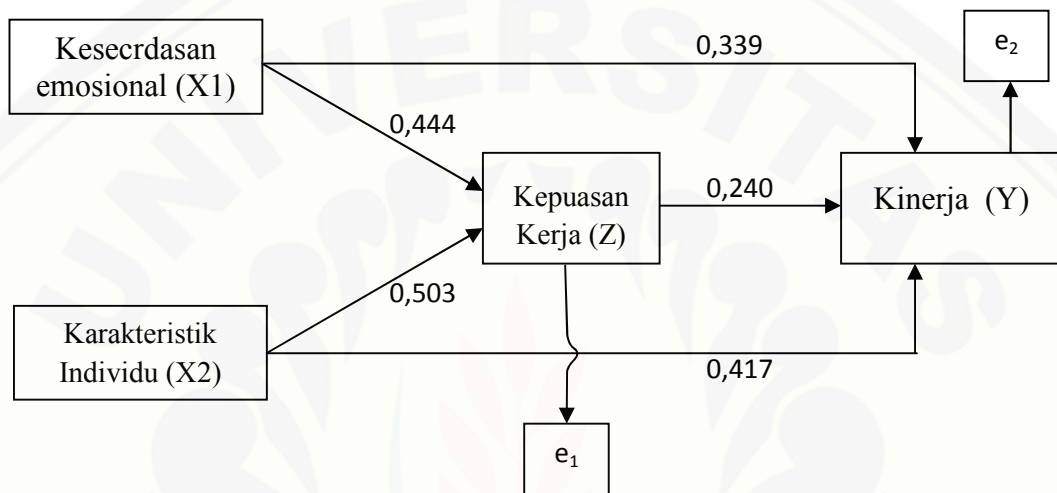 Kesecrdasan
emosional (X1)
0,339
e₂
0,444
Kepuasan
Kerja (Z)
0,240
Kinerja (Y)
0,503
Karakteristik
Individu (X2)
0,417
e₁
UNIVERSITAS